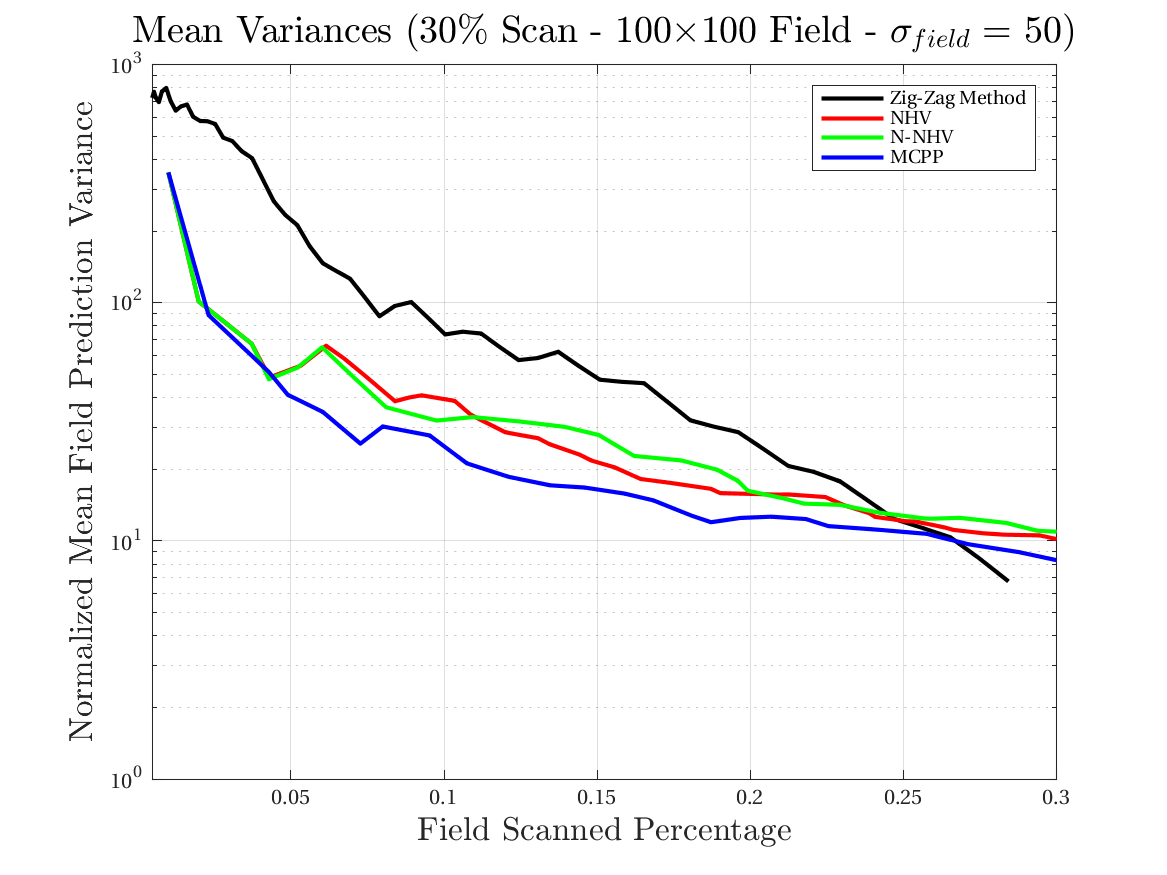 Mean Variances (30% Scan - 100×100 Field - σ_field = 50)
Normalized Mean Field Prediction Variance
10^3
10^2
10^1
10^0
Zig-Zag Method
NHV
N-NHV
MCPP
0.05 0.1 0.15 0.2 0.25 0.3
Field Scanned Percentage